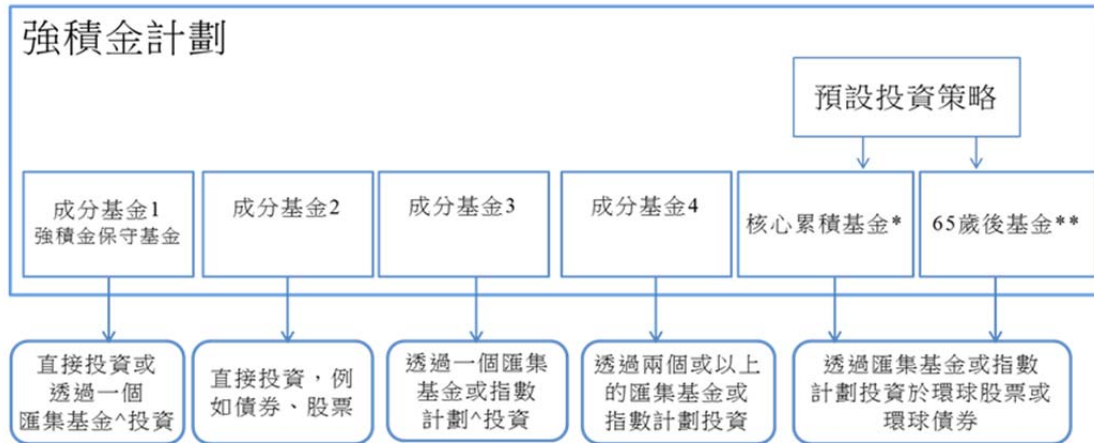 強積金計劃
預設投資策略
成分基金1
強積金保守基金
成分基金2
成分基金3
成分基金4
核心累積基金*
65歲後基金**
直接投資或
透過一個
匯集基金^投資
直接投資，例
如債券、股票
透過一個匯集
基金或指數
計劃^投資
透過兩個或以上
的匯集基金或
指數計劃投資
透過匯集基金或指數
計劃投資於環球股票或
環球債券